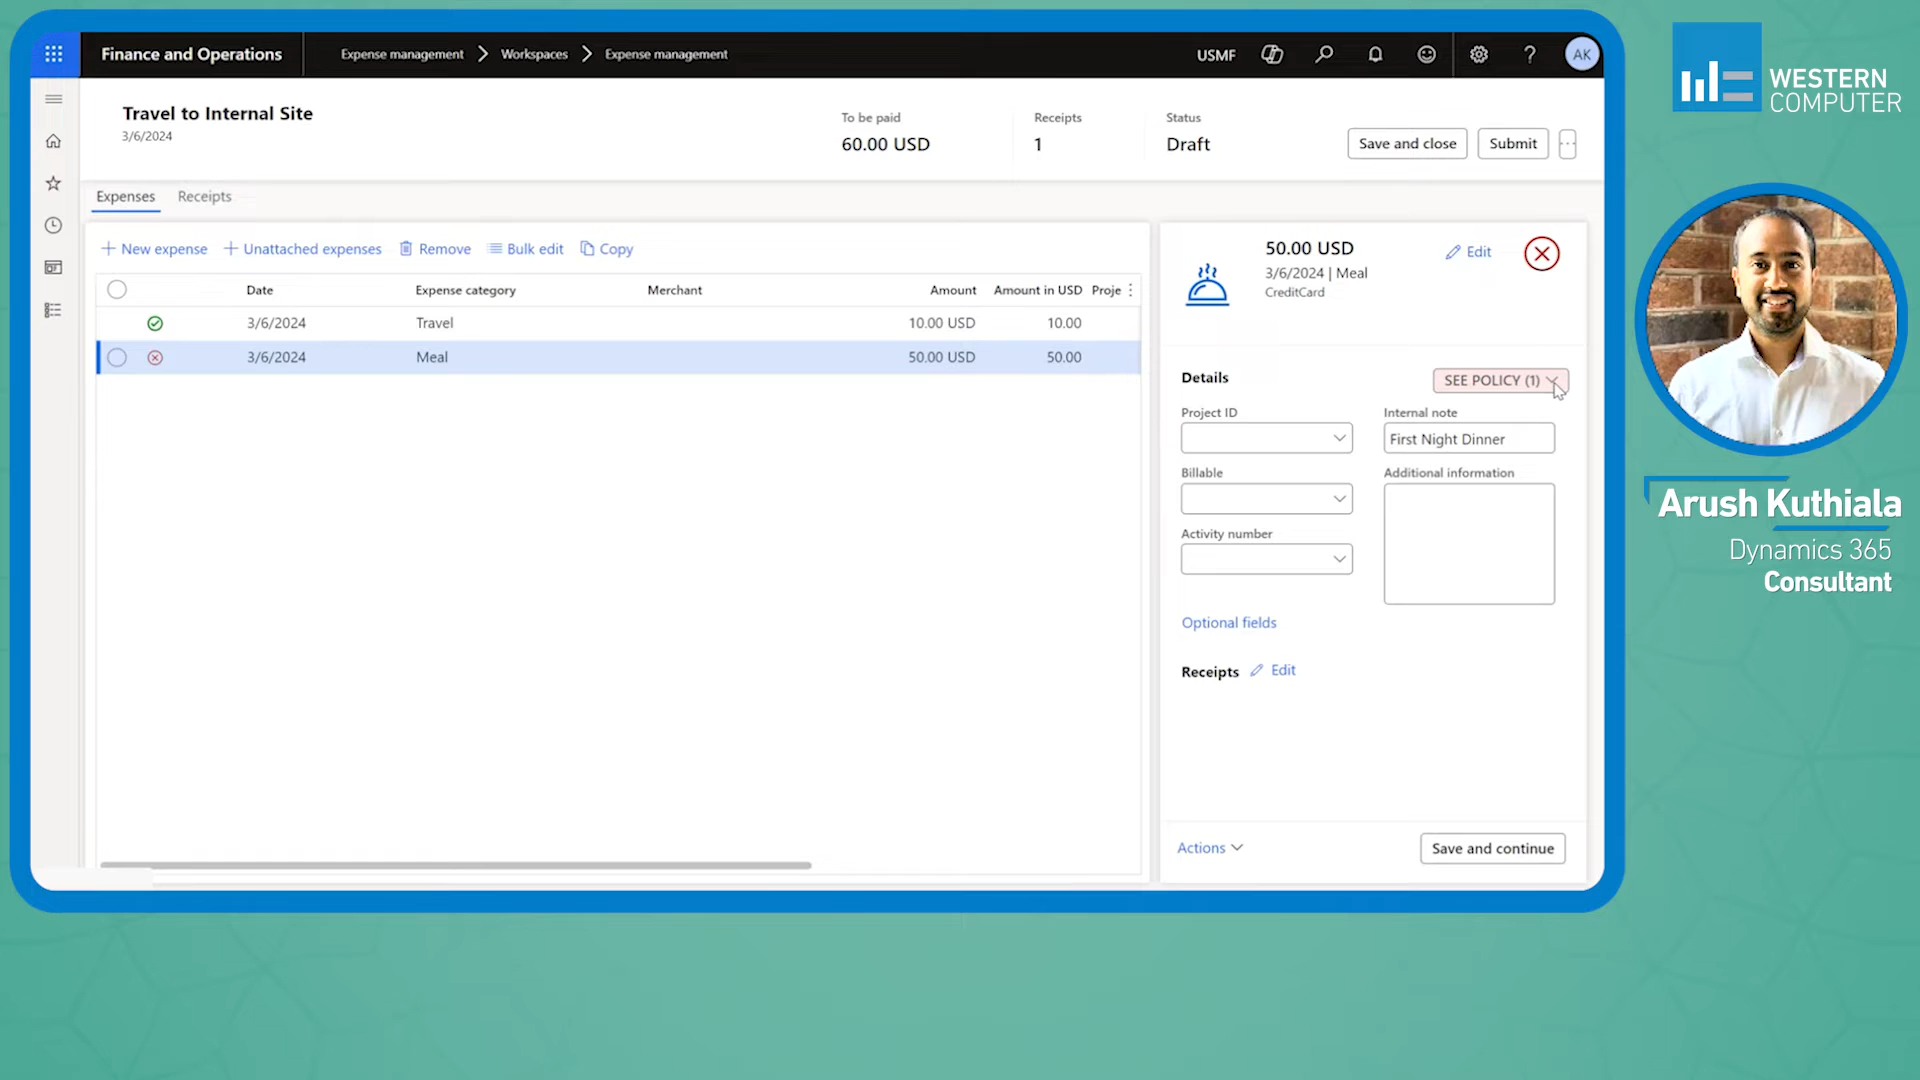 Finance and Operations
Expense management
Workspaces
Expense management
USMF
AK
Travel to Internal Site
3/6/2024
To be paid
60.00 USD
Receipts
1
Status
Draft
Save and close
Submit
Expenses
Receipts
New expense
Unattached expenses
Remove
Bulk edit
Copy
Date
Expense category
Merchant
Amount
Amount in USD
Proje
3/6/2024
Travel
10.00 USD
10.00
3/6/2024
Meal
50.00 USD
50.00
50.00 USD
3/6/2024 | Meal
CreditCard
Edit
Details
SEE POLICY (1)
Project ID
Internal note
First Night Dinner
Billable
Additional information
Activity number
Optional fields
Receipts
Edit
Actions
Save and continue
WESTERN
COMPUTER
Arush Kuthiala
Dynamics 365
Consultant